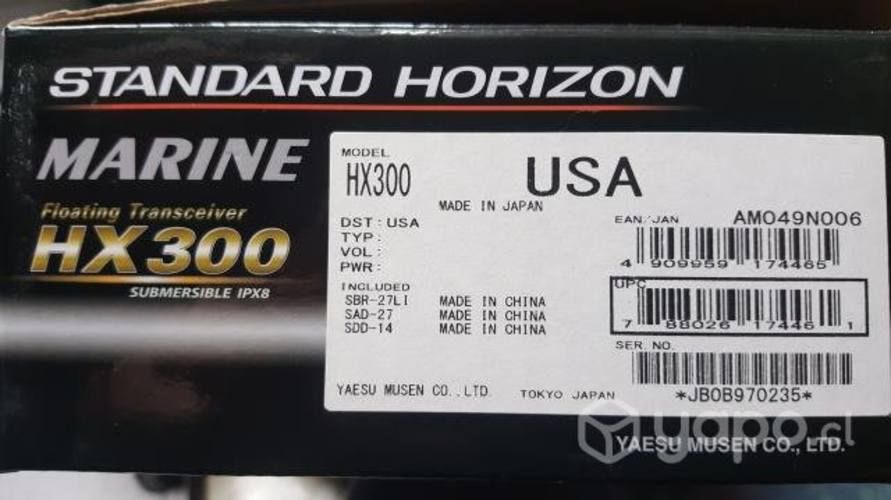 STANDARD HORIZON
MARINE
Floating Transceiver
HX300
SUBMERSIBLE IPX8
MODEL
HX300 USA
MADE IN JAPAN
DST : USA
TYP :
VOL :
PWR :
INCLUDED
SBR-27LI MADE IN CHINA
SAD-27 MADE IN CHINA
SDD-14 MADE IN CHINA
YAESU MUSEN CO.,LTD. TOKYO JAPAN
EAN/JAN AM049N006
4 909959 174465
UPC
7 88026 17446 1
SER. NO.
*JB0B970235*
yapo.cl
YAESU MUSEN CO., LTD.